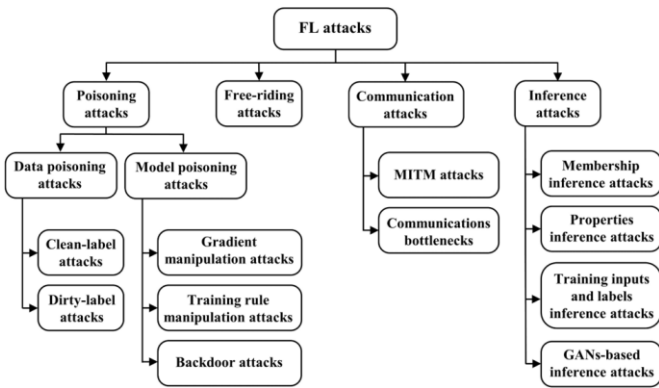 FL attacks
Poisoning
attacks
Free-riding
attacks
Communication
attacks
Inference
attacks
Data poisoning
attacks
Model poisoning
attacks
Clean-label
attacks
Dirty-label
attacks
Gradient
manipulation attacks
Training rule
manipulation attacks
Backdoor attacks
MITM attacks
Communications
bottlenecks
Membership
inference attacks
Properties
inference attacks
Training inputs
and labels
inference attacks
GANs-based
inference attacks